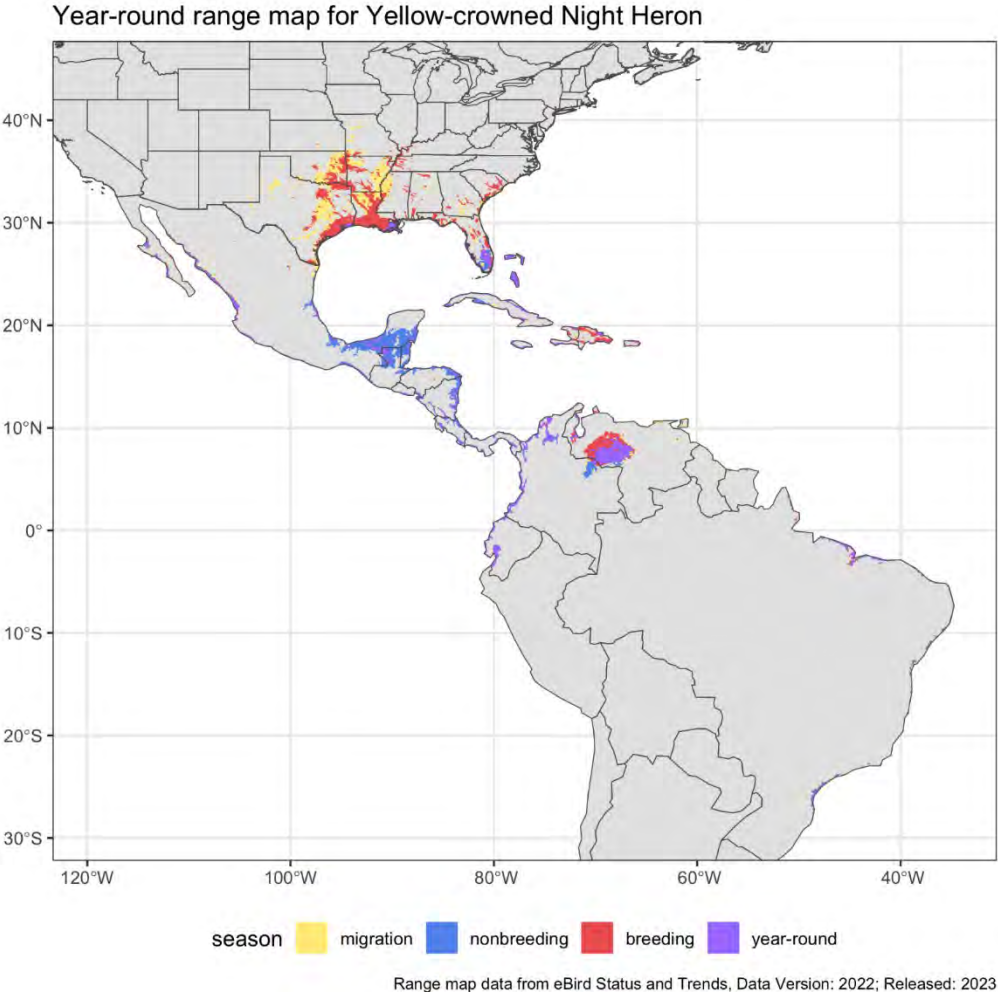 Year-round range map for Yellow-crowned Night Heron
40°N
30°N
20°N
10°N
0°
10°S
20°S
30°S
120°W 100°W 80°W 60°W 40°W
season migration nonbreeding breeding year-round
Range map data from eBird Status and Trends, Data Version: 2022; Released: 2023